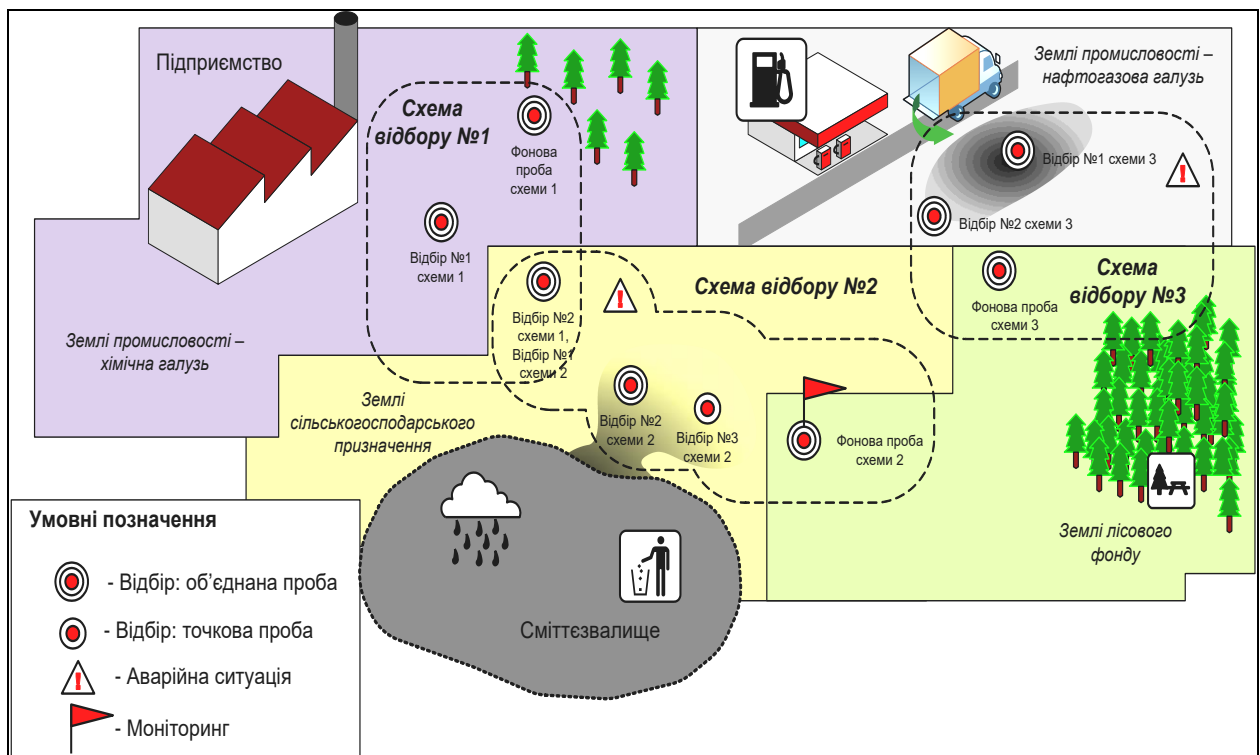 Підприємство
Схема
відбору №1
Фонова
проба
схеми 1
Відбір №1
схеми 1
Землі промисловості –
хімічна галузь
Землі промисловості –
нафтогазова галузь
Відбір №1 схеми 3
Відбір №2 схеми 3
Схема відбору №2
Схема
відбору №3
Фонова проба
схеми 3
Відбір №2
схеми 1,
Відбір №1
схеми 2
Землі
сільськогосподарського
призначення
Відбір №2
схеми 2
Відбір №3
схеми 2
Фонова проба
схеми 2
Землі лісового
фонду
Сміттєзвалище
Умовні позначення
- Відбір: об’єднана проба
- Відбір: точкова проба
- Аварійна ситуація
- Моніторинг